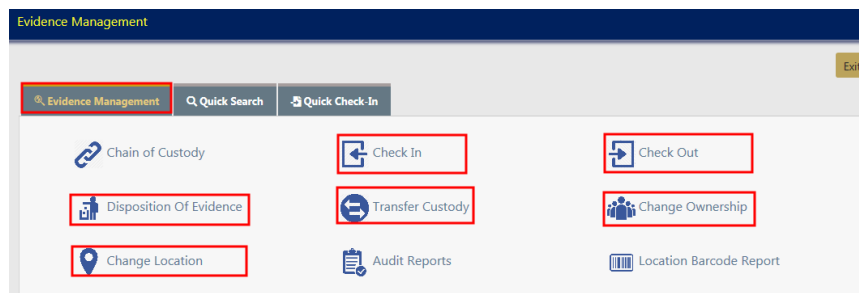 Evidence Management
Exit
Evidence Management Quick Search Quick Check-In
Chain of Custody Check In Check Out
Disposition Of Evidence Transfer Custody Change Ownership
Change Location Audit Reports Location Barcode Report